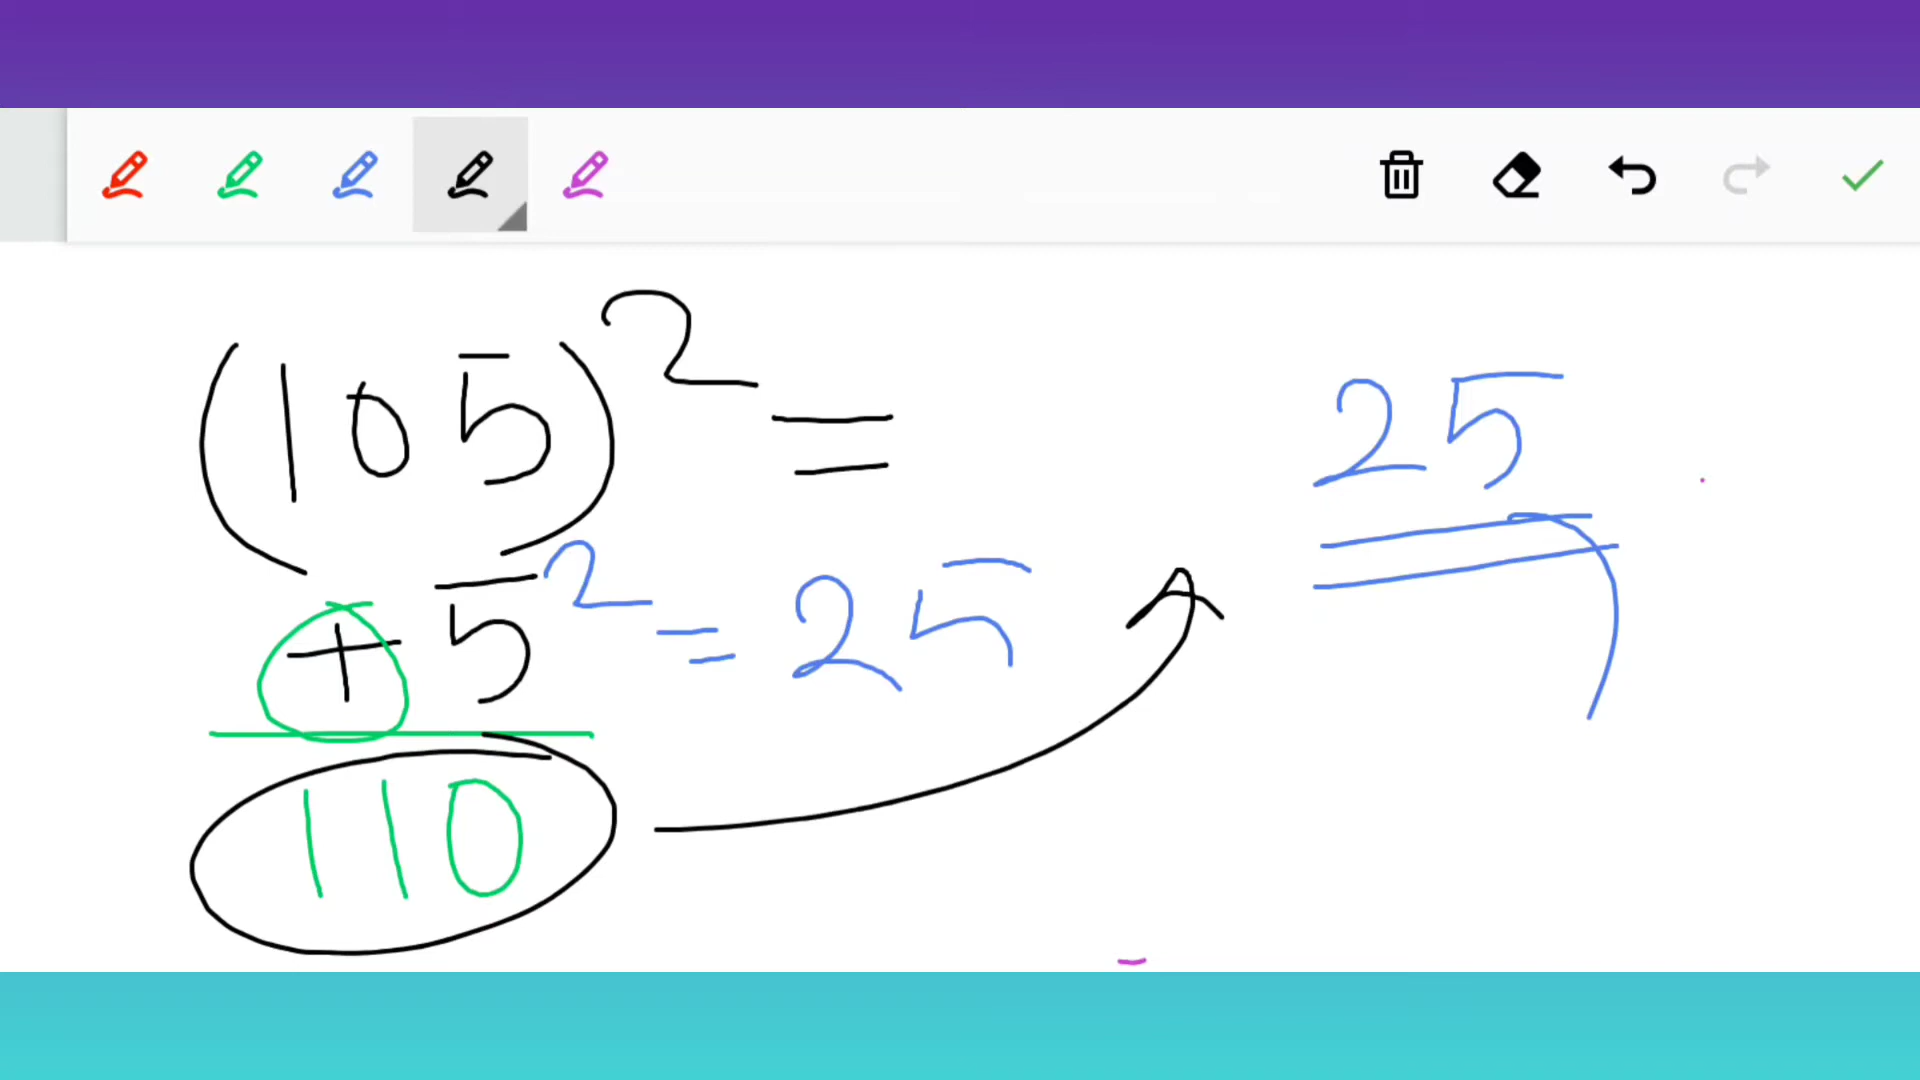 (105)² = 25
+ 5² = 25
110